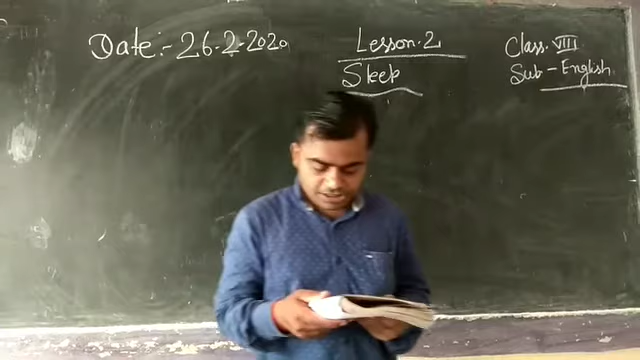 Date:- 26.2.2020
Lesson.2
Sleep
Class. VIII
Sub - English.